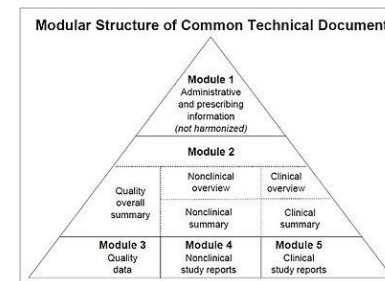 Modular Structure of Common Technical Document
Module 1
Administrative
and prescribing
information
(not harmonized)
Module 2
Quality
overall
summary
Nonclinical
overview
Clinical
overview
Nonclinical
summary
Clinical
summary
Module 3
Quality
data
Module 4
Nonclinical
study reports
Module 5
Clinical
study reports